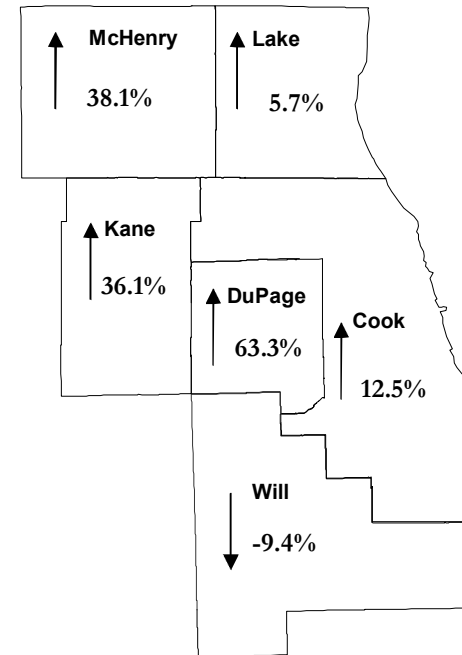 McHenry
38.1%
Lake
5.7%
Kane
36.1%
DuPage
63.3%
Cook
12.5%
Will
-9.4%